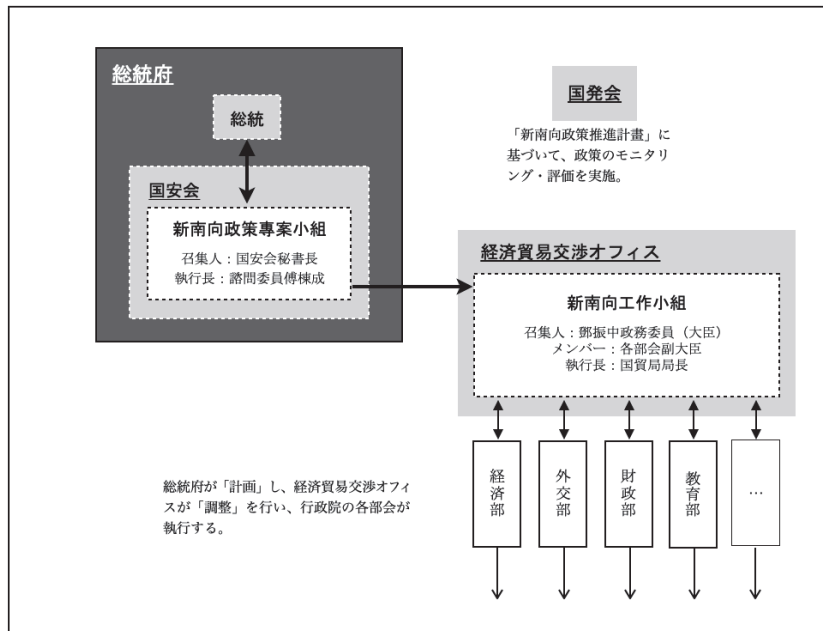 総統府
総統
国安会
新南向政策專案小組
召集人：国安会秘書長
執行長：諮問委員傅棟成
国発会
「新南向政策推進計畫」に
基づいて、政策のモニタリ
ング・評価を実施。
経済貿易交渉オフィス
新南向工作小組
召集人：鄧振中政務委員（大臣）
メンバー：各部会副大臣
執行長：国貿局局長
経済部
外交部
財政部
教育部
…
総統府が「計画」し、経済貿易交渉オフィ
スが「調整」を行い、行政院の各部会が
執行する。